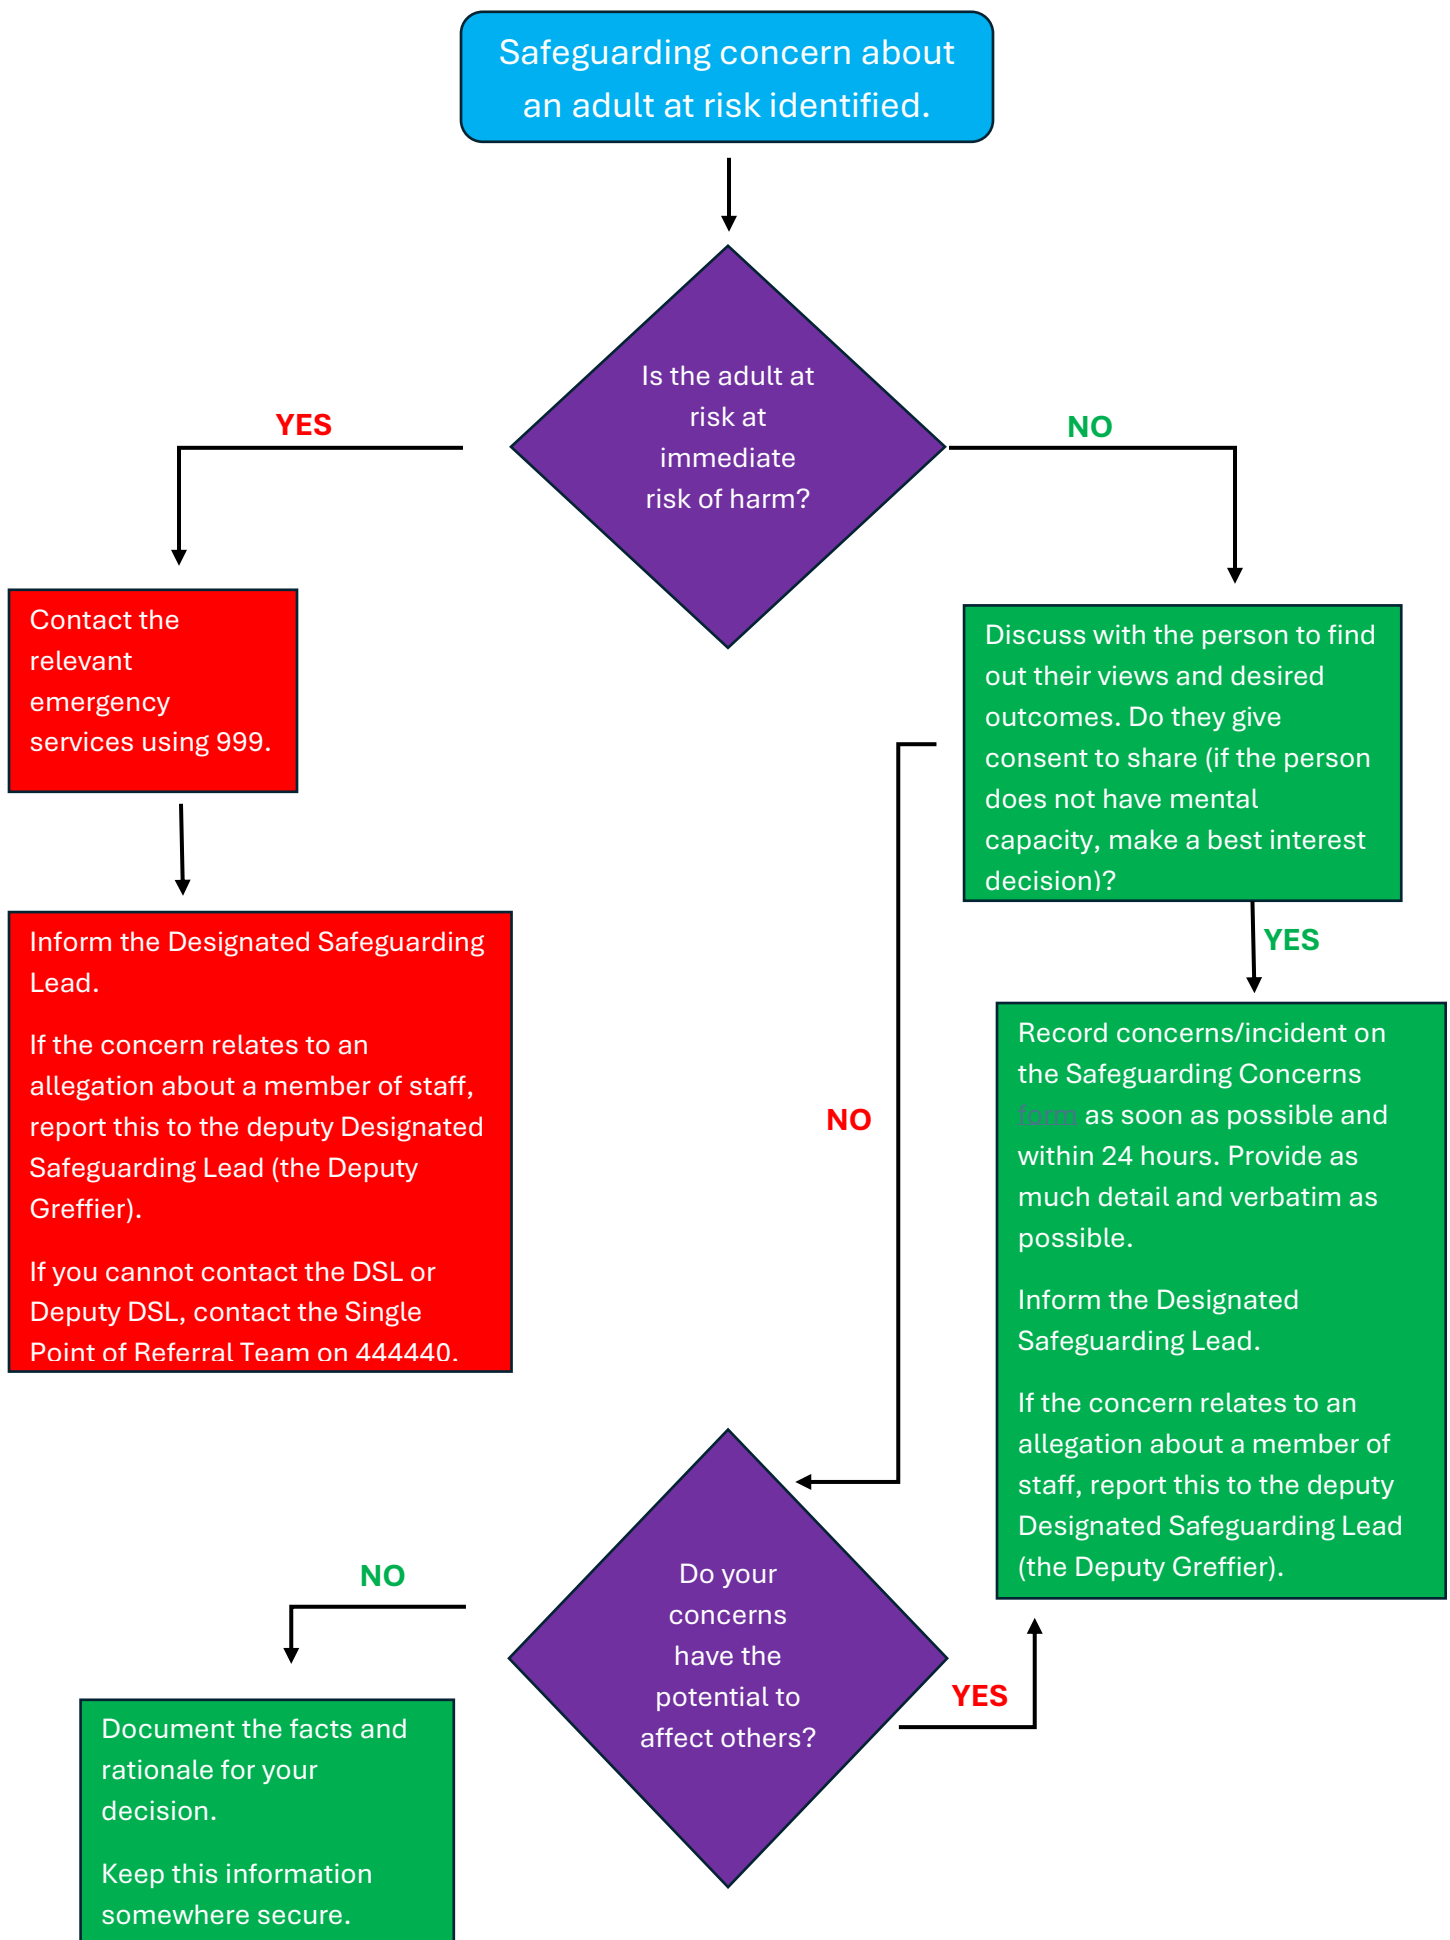 Safeguarding concern about
an adult at risk identified.
Is the adult at
risk at
immediate
risk of harm?
YES
NO
Contact the
relevant
emergency
services using 999.
Discuss with the person to find
out their views and desired
outcomes. Do they give
consent to share (if the person
does not have mental
capacity, make a best interest
decision)?
YES
Inform the Designated Safeguarding
Lead.
If the concern relates to an
allegation about a member of staff,
report this to the deputy Designated
Safeguarding Lead (the Deputy
Greffier).
If you cannot contact the DSL or
Deputy DSL, contact the Single
Point of Referral Team on 444440.
NO
Record concerns/incident on
the Safeguarding Concerns
form as soon as possible and
within 24 hours. Provide as
much detail and verbatim as
possible.
Inform the Designated
Safeguarding Lead.
If the concern relates to an
allegation about a member of
staff, report this to the deputy
Designated Safeguarding Lead
(the Deputy Greffier).
Do your
concerns
have the
potential to
affect others?
NO
YES
Document the facts and
rationale for your
decision.
Keep this information
somewhere secure.